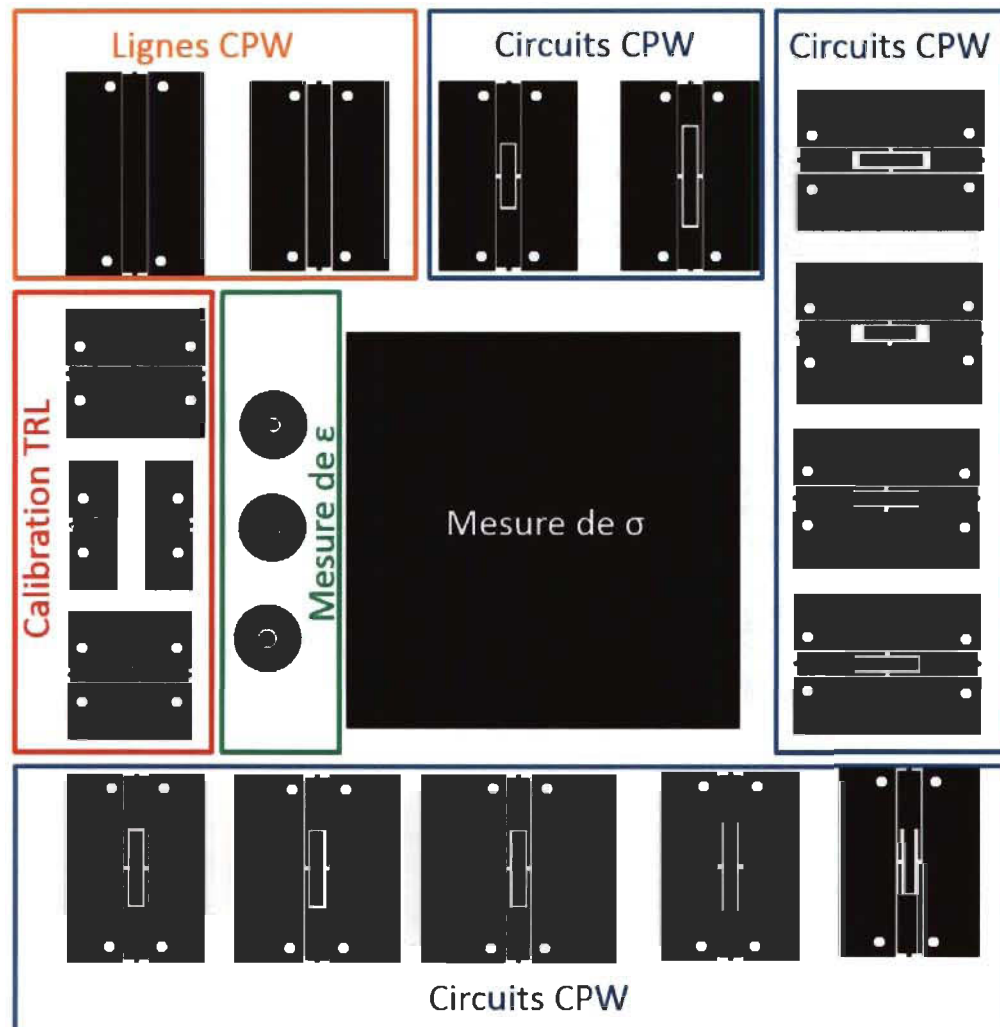 Lignes CPW
Circuits CPW
Circuits CPW
Calibration TRL
Mesure de ε
Mesure de σ
Circuits CPW